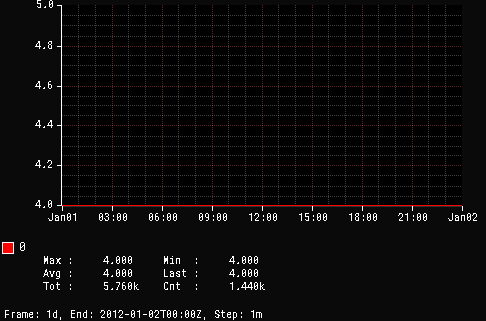 5.0
4.8
4.6
4.4
4.2
4.0
Jan01 03:00 06:00 09:00 12:00 15:00 18:00 21:00 Jan02
0
Max : 4.000 Min : 4.000
Avg : 4.000 Last : 4.000
Tot : 5.760k Cnt : 1.440k
Frame: 1d, End: 2012-01-02T00:00Z, Step: 1m